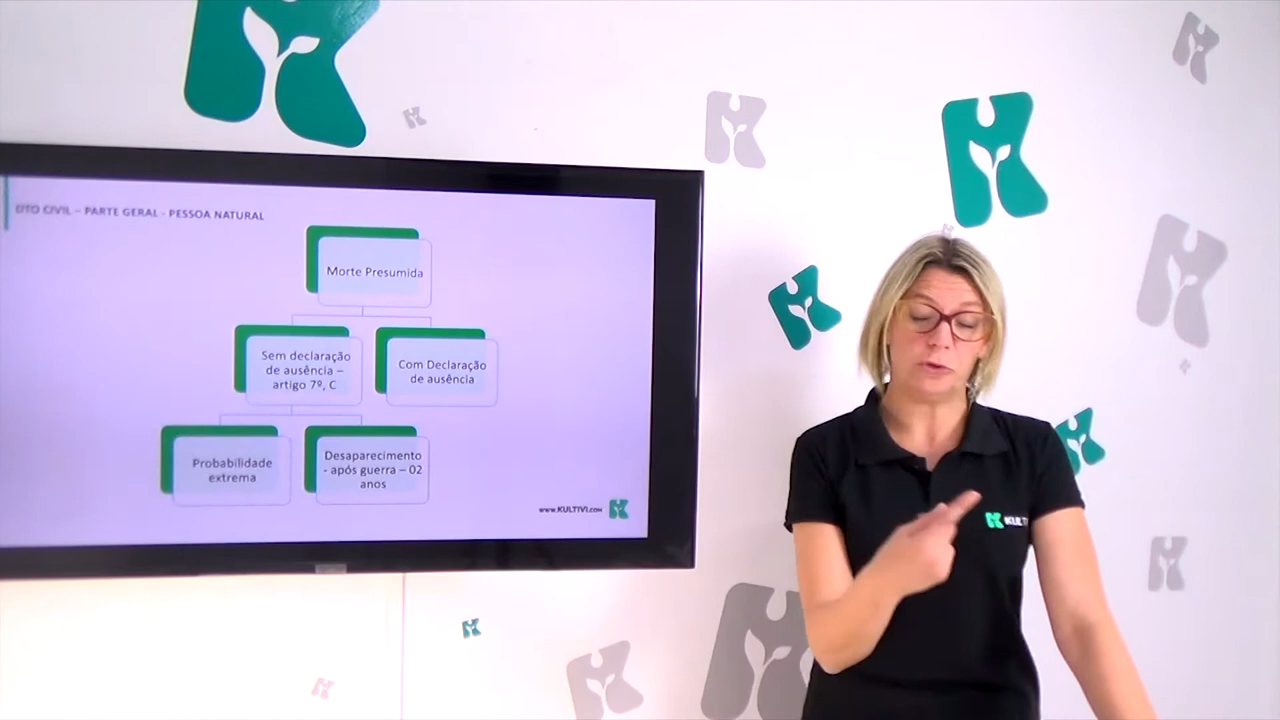 DTO CIVIL – PARTE GERAL - PESSOA NATURAL
Morte Presumida
Sem declaração
de ausência –
artigo 7º, C
Com Declaração
de ausência
Probabilidade
extrema
Desaparecimento
- após guerra – 02
anos
www.KULTIVI.com